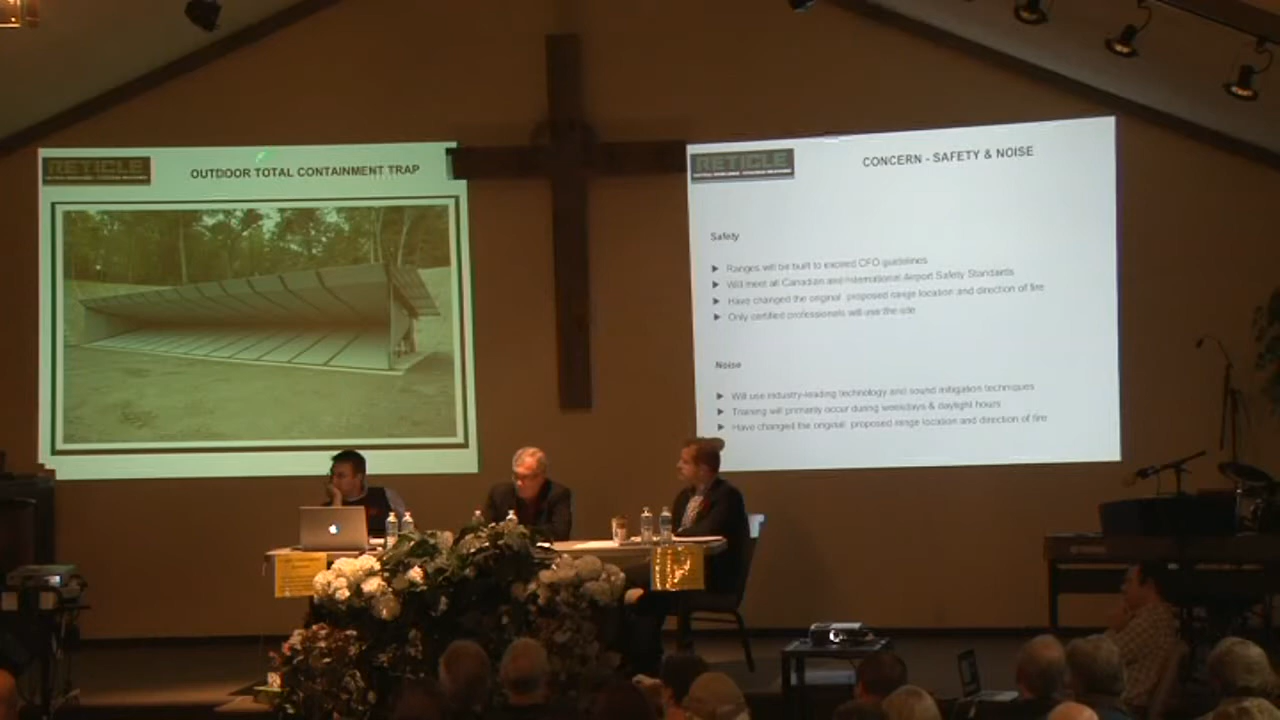 RETICLE
OUTDOOR TOTAL CONTAINMENT TRAP
RETICLE
CONCERN - SAFETY & NOISE
Safety
Ranges will be built to exceed CFO guidelines
Will meet all Canadian and International Airport Safety Standards
Have changed the original proposed range location and direction of fire
Only certified professionals will use the site
Noise
Will use industry-leading technology and sound mitigation techniques
Training will primarily occur during weekdays & daylight hours
Have changed the original proposed range location and direction of fire